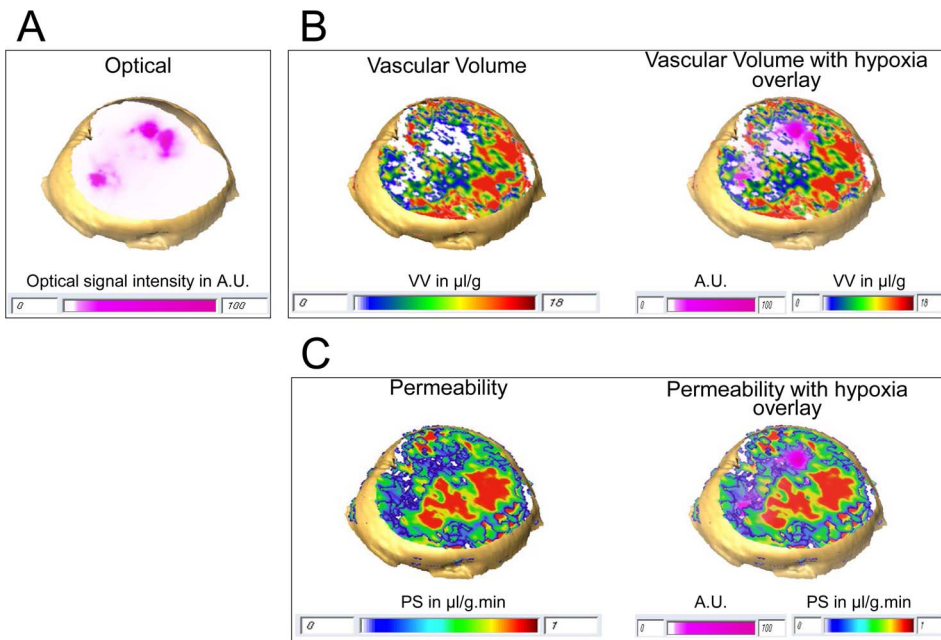 A
B
Optical
Vascular Volume
Vascular Volume with hypoxia
overlay
Optical signal intensity in A.U.
0
100
VV in µl/g
0
18
A.U.
VV in µl/g
0
100
0
18
C
Permeability
Permeability with hypoxia
overlay
PS in µl/g.min
0
1
A.U.
PS in µl/g.min
0
100
0
1